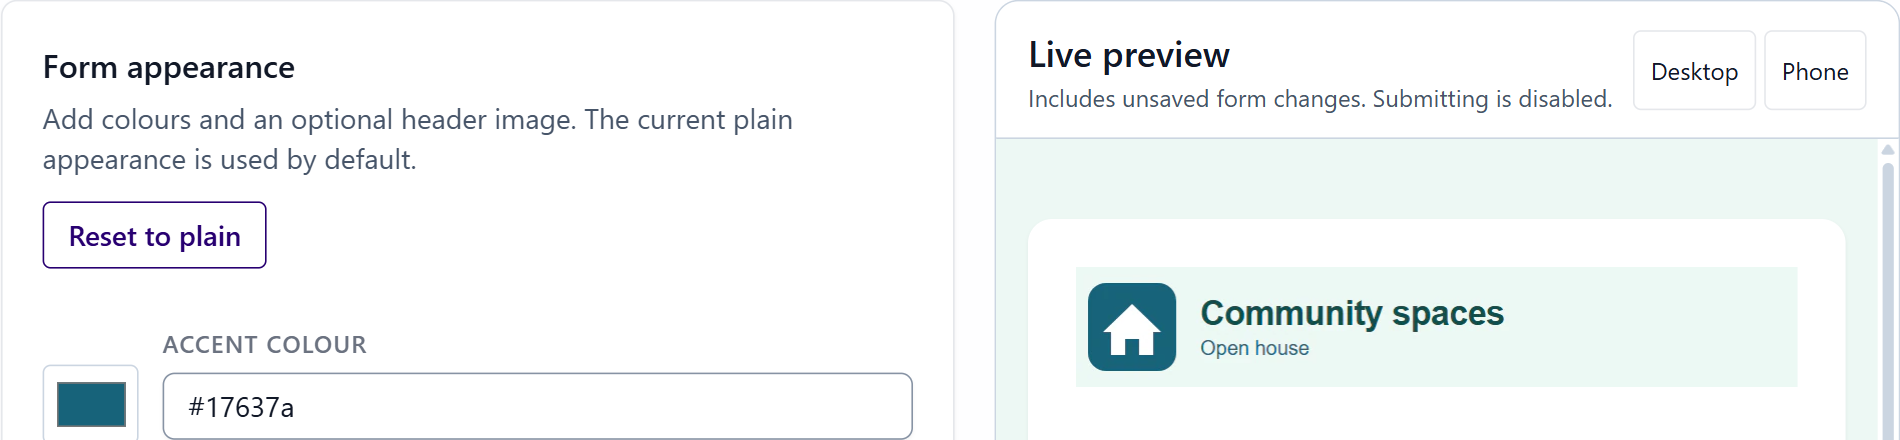 Form appearance
Add colours and an optional header image. The current plain
appearance is used by default.
Reset to plain
ACCENT COLOUR
#17637a
Live preview
Includes unsaved form changes. Submitting is disabled.
Desktop
Phone
Community spaces
Open house